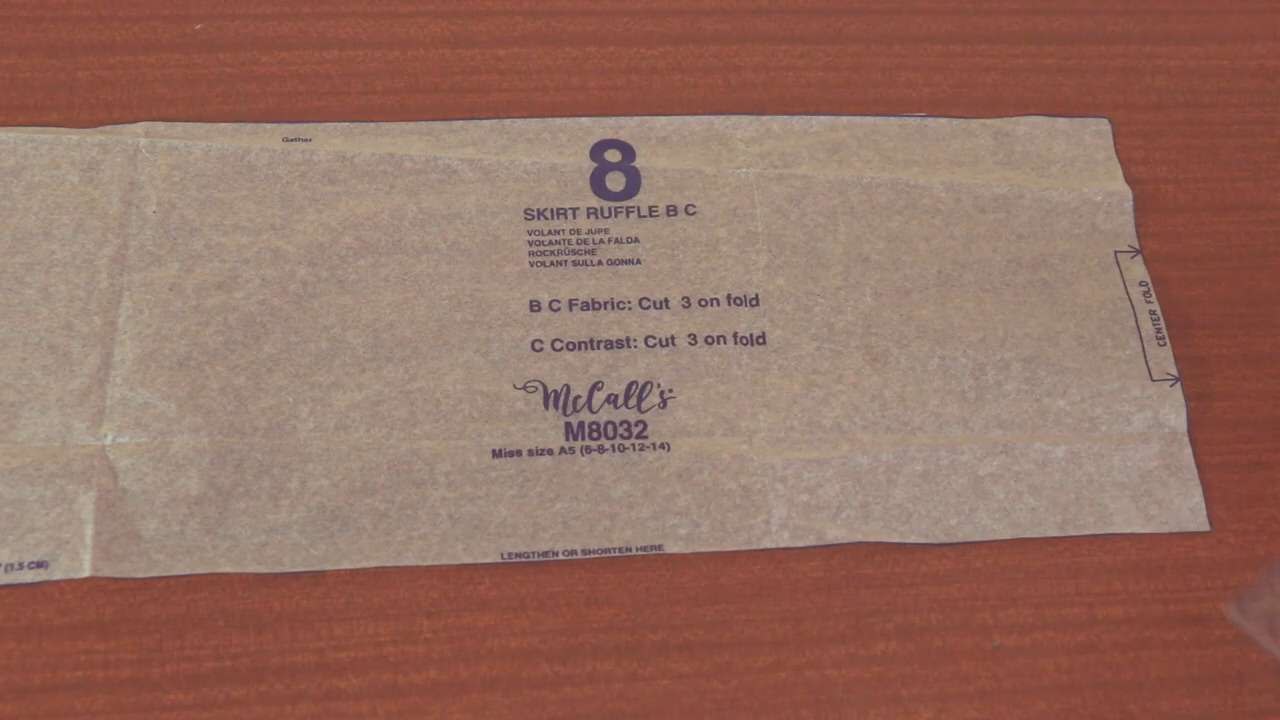 Gather
8
SKIRT RUFFLE B C
VOLANT DE JUPE
VOLANTE DE LA FALDA
ROCKRÜSCHE
VOLANT SULLA GONNA
B C Fabric: Cut 3 on fold
C Contrast: Cut 3 on fold
McCall's
M8032
Miss size A5 (6-8-10-12-14)
CENTER FOLD
LENGTHEN OR SHORTEN HERE
" (1.5 CM)